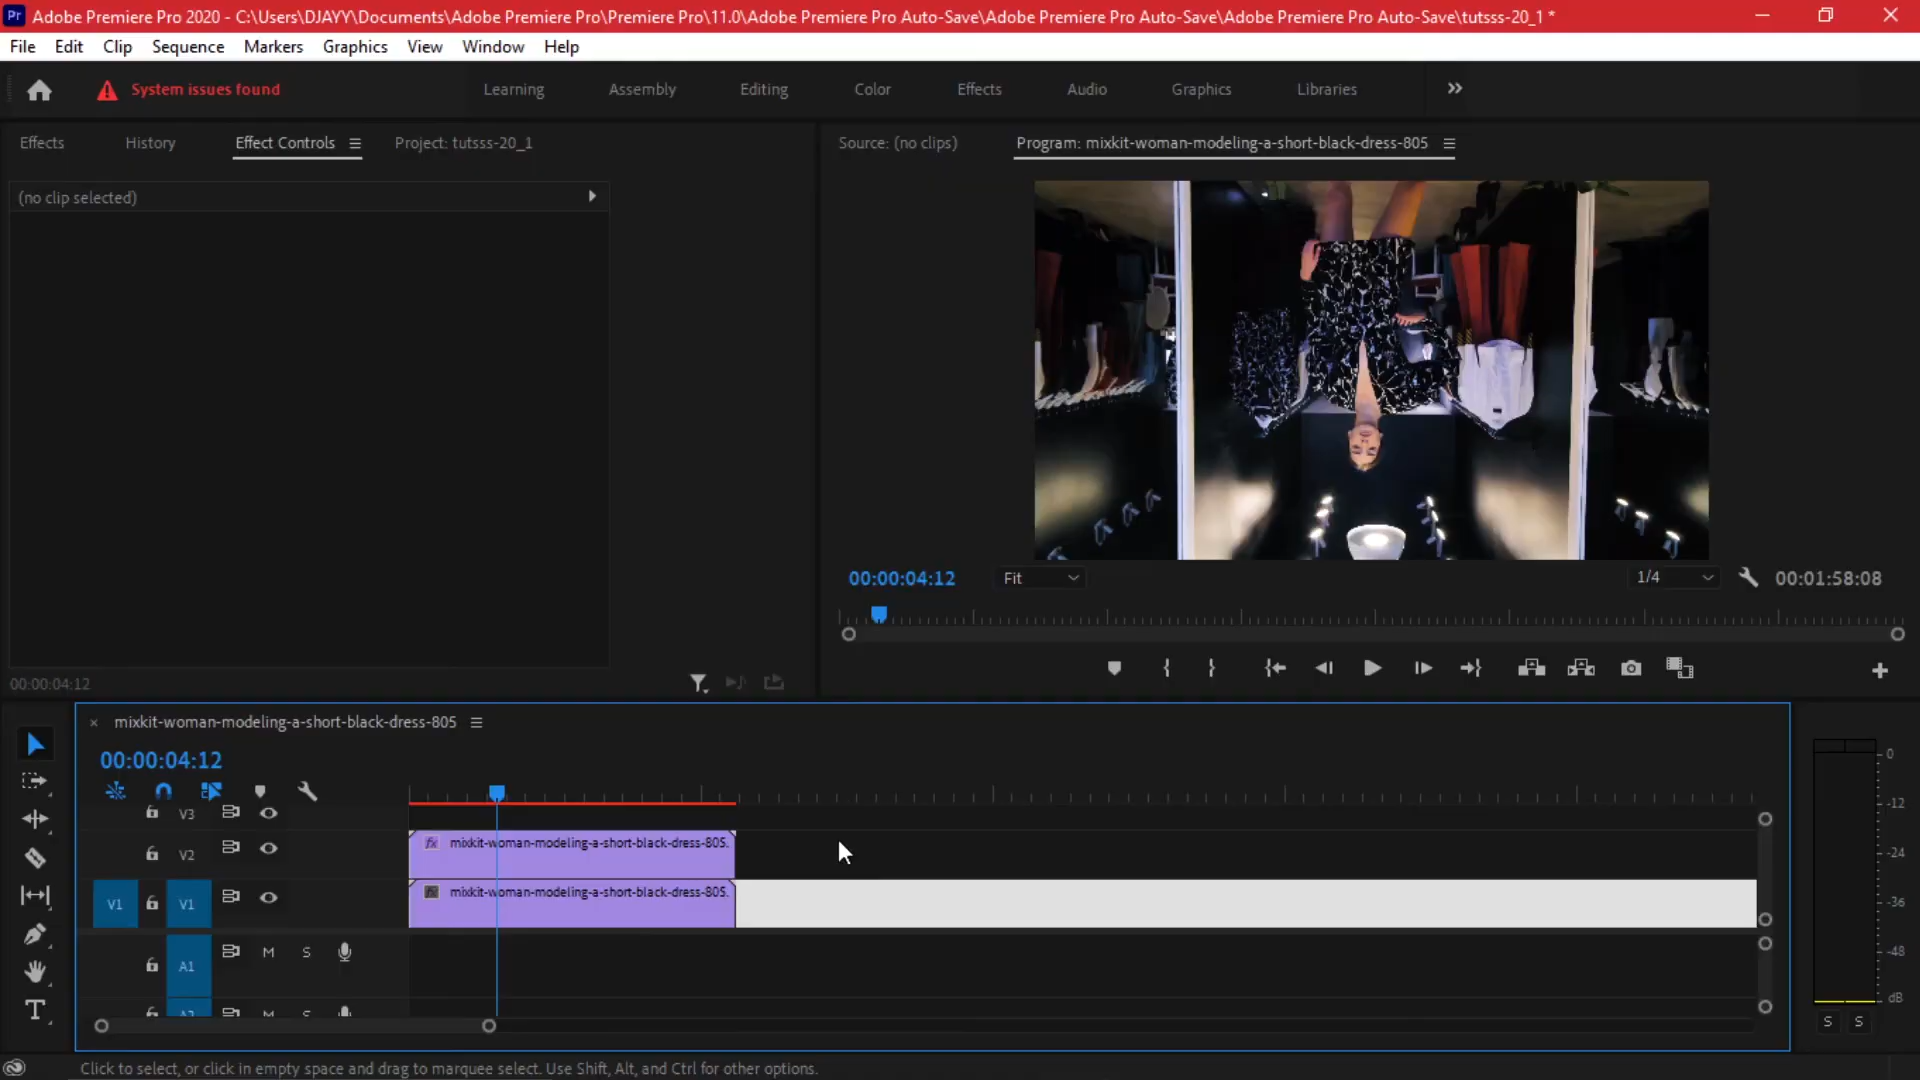 Pr Adobe Premiere Pro 2020 - C:\Users\DJAYY\Documents\Adobe Premiere Pro\Premiere Pro\11.0\Adobe Premiere Pro Auto-Save\Adobe Premiere Pro Auto-Save\Adobe Premiere Pro Auto-Save\tutsss-20_1 *
File Edit Clip Sequence Markers Graphics View Window Help
System issues found Learning Assembly Editing Color Effects Audio Graphics Libraries
Effects History Effect Controls Project: tutsss-20_1 Source: (no clips) Program: mixkit-woman-modeling-a-short-black-dress-805
(no clip selected)
00:00:04:12 Fit 1/4 00:01:58:08
00:00:04:12
mixkit-woman-modeling-a-short-black-dress-805
00:00:04:12
0
V3
-12
fx mixkit-woman-modeling-a-short-black-dress-805.
V2
-24
fx mixkit-woman-modeling-a-short-black-dress-805.
V1 V1
-36
M S
-48
A1
dB
A2 M S
T
S S
Click to select, or click in empty space and drag to marquee select. Use Shift, Alt, and Ctrl for other options.